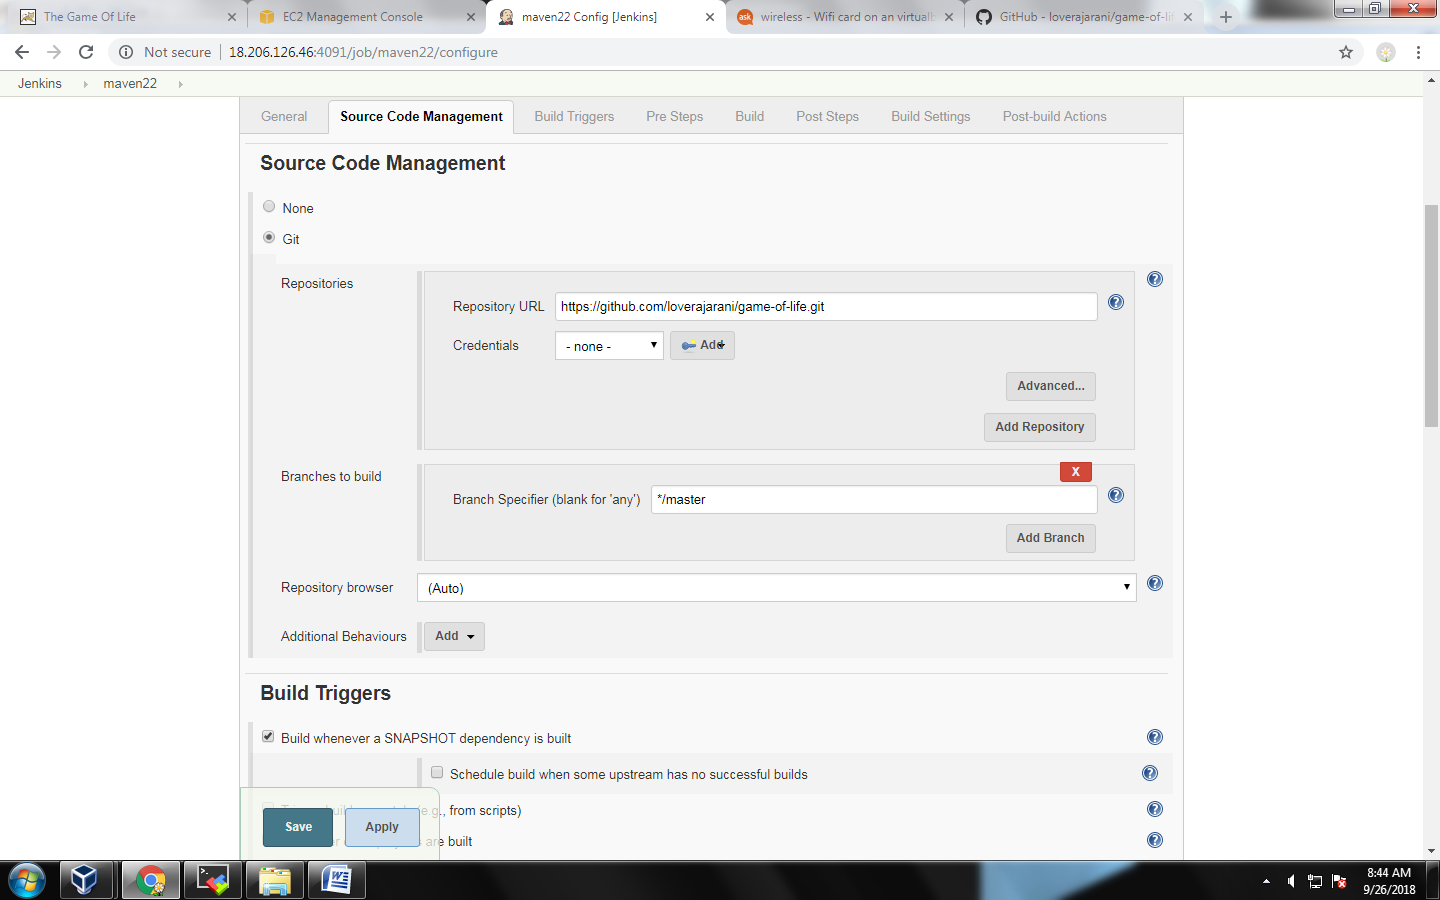 The Game Of Life
EC2 Management Console
maven22 Config [Jenkins]
ask
wireless - Wifi card on an virtualb
GitHub - loverajarani/game-of-lif
Not secure
18.206.126.46:4091/job/maven22/configure
Jenkins
maven22
General
Source Code Management
Build Triggers
Pre Steps
Build
Post Steps
Build Settings
Post-build Actions
Source Code Management
None
Git
Repositories
Repository URL
https://github.com/loverajarani/game-of-life.git
Credentials
- none -
Add
Advanced...
Add Repository
Branches to build
X
Branch Specifier (blank for 'any')
*/master
Add Branch
Repository browser
(Auto)
Additional Behaviours
Add
Build Triggers
Build whenever a SNAPSHOT dependency is built
Schedule build when some upstream has no successful builds
, from scripts)
are built
Save
Apply
8:44 AM
9/26/2018